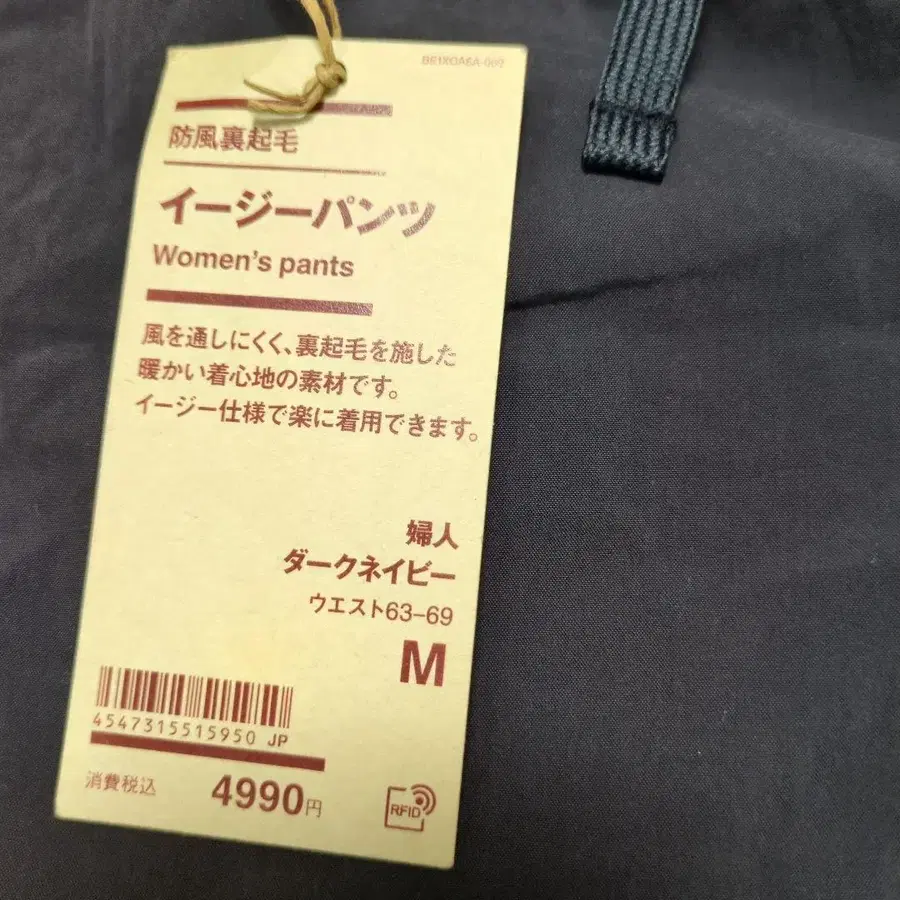 防風裏起毛
イージーパンツ
Women's pants
風を通しにくく、裏起毛を施した
暖かい着心地の素材です。
イージー仕様で楽に着用できます。
婦人
ダークネイビー
ウエスト63-69
M
4547315515950 JP
消費税込 4990円
RFID